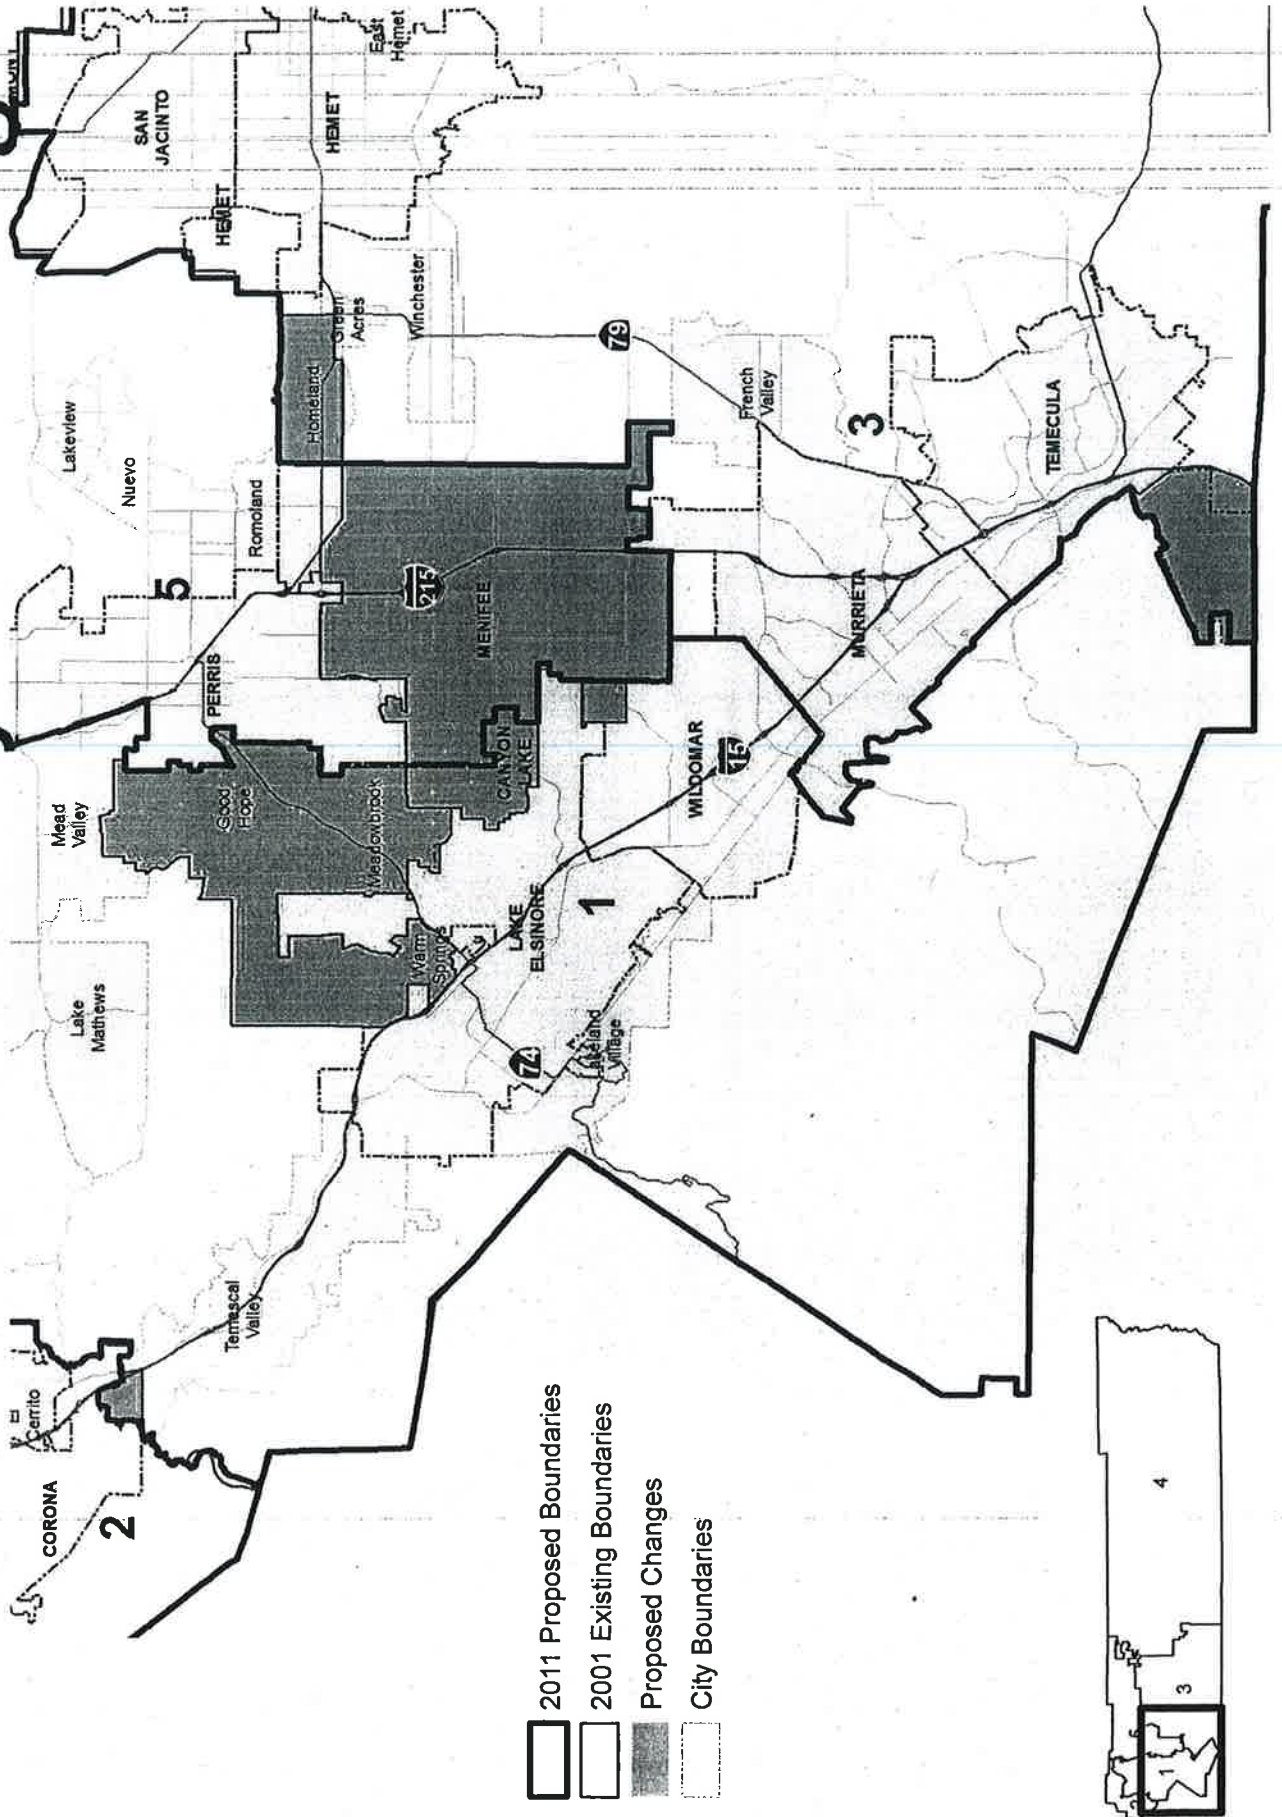 CORONA
El
Cerrito
2
Temescal
Valley
Lake
Mathews
Mead
Valley
Good
Hope
Meadowbrook
Warm
Springs
PERRIS
5
Nuevo
Lakeview
Romoland
Homeland
Green
Acres
Winchester
HEMET
SAN
JACINTO
HEMET
East
Hemet
215
MENIFEE
CANYON
LAKE
LAKE
ELSINORE
1
74
Lakeland
Village
WILDOMAR
15
MURRIETA
79
French
Valley
3
TEMECULA
2011 Proposed Boundaries
2001 Existing Boundaries
Proposed Changes
City Boundaries
1
3
4
5